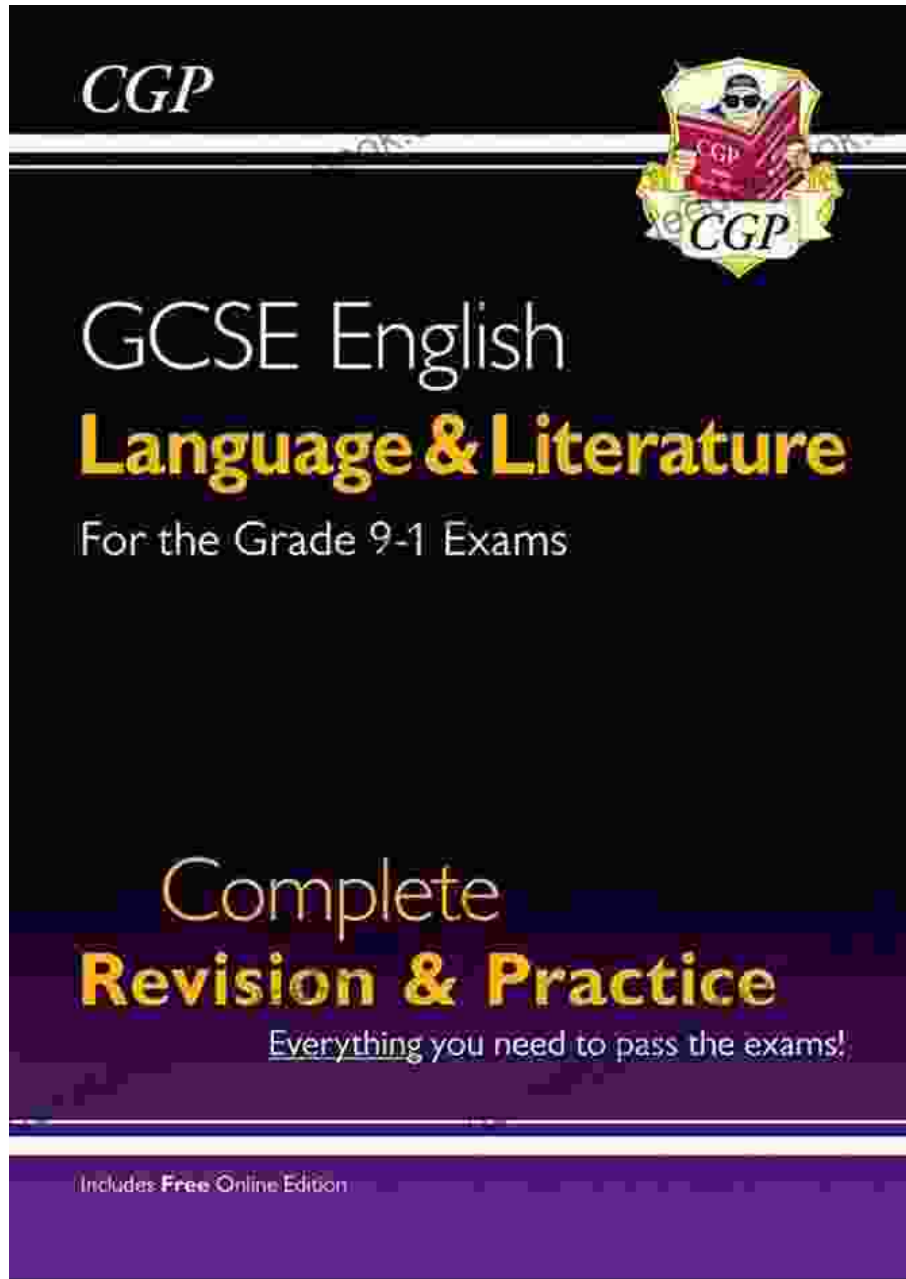 CGP
CGP
CGP
GCSE English
Language & Literature
For the Grade 9-1 Exams
Complete
Revision & Practice
Everything you need to pass the exams!
Includes Free Online Edition